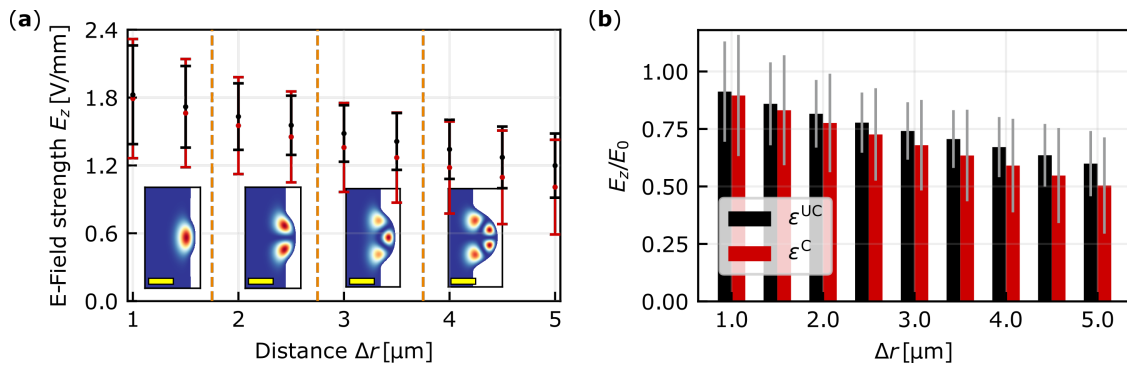 (a)
E-Field strength E_z [V/mm]
2.4
1.8
1.2
0.6
0.0
1
2
3
4
5
Distance Δr [μm]
(b)
E_z/E_0
1.00
0.75
0.50
0.25
0.00
ε^UC
ε^C
1.0
2.0
3.0
4.0
5.0
Δr [μm]